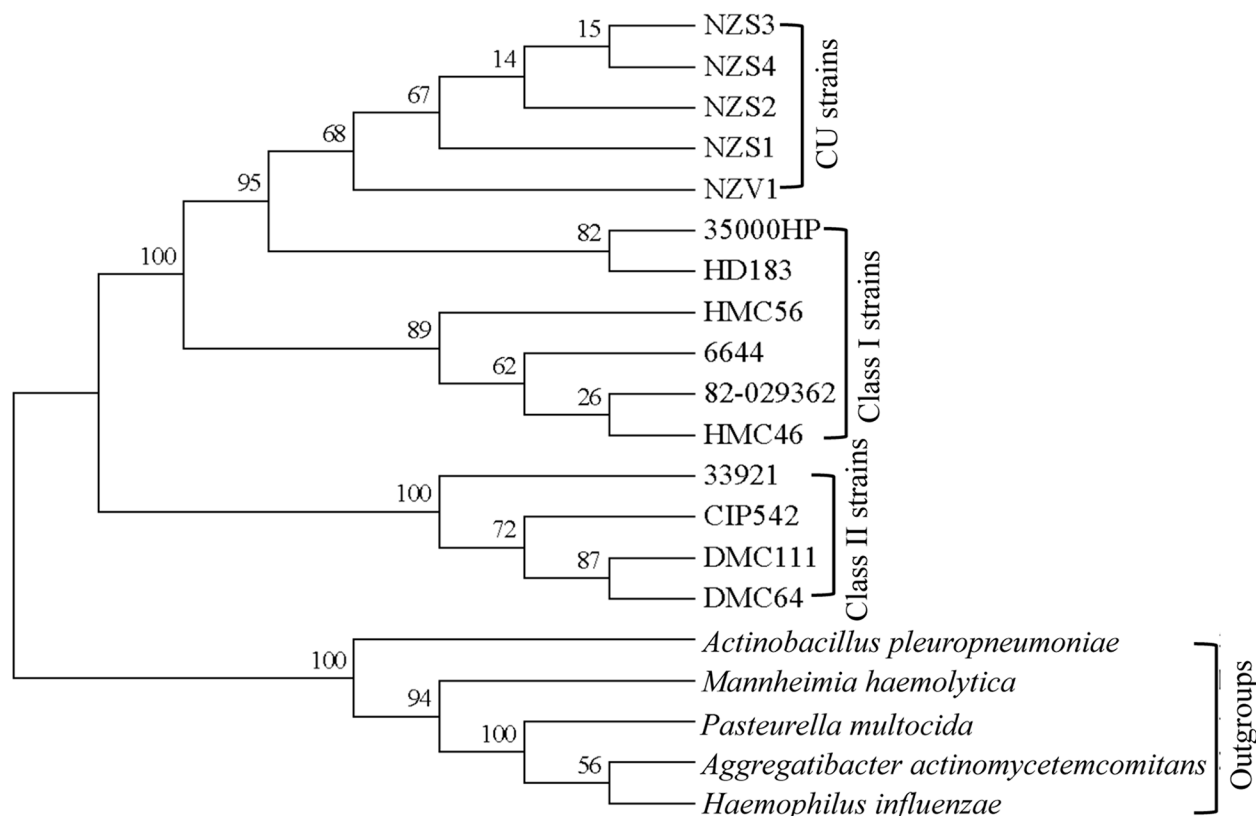 15
NZS3
NZS4
14
NZS2
67
NZS1
68
NZV1
CU strains
95
82
35000HP
HD183
100
89
HMC56
62
6644
26
82-029362
HMC46
Class I strains
100
33921
72
CIP542
87
DMC111
DMC64
Class II strains
100
Actinobacillus pleuropneumoniae
94
Mannheimia haemolytica
100
Pasteurella multocida
56
Aggregatibacter actinomycetemcomitans
Haemophilus influenzae
Outgroups